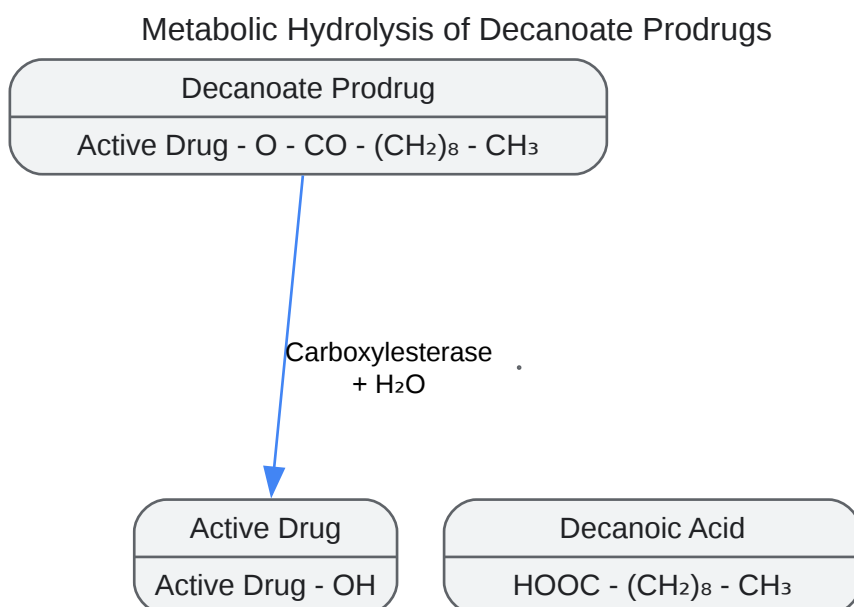 Metabolic Hydrolysis of Decanoate Prodrugs
Decanoate Prodrug
Active Drug - O - CO - (CH₂)₈ - CH₃
Carboxylesterase
+ H₂O
Active Drug
Active Drug - OH
Decanoic Acid
HOOC - (CH₂)₈ - CH₃